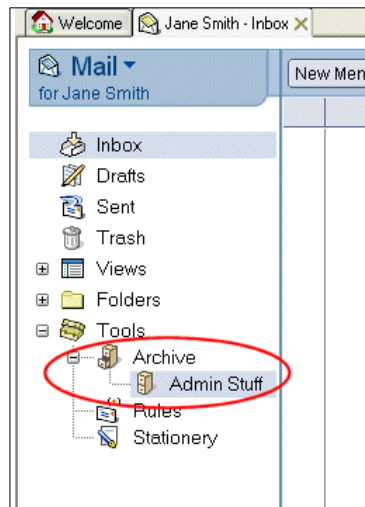 Welcome Jane Smith - Inbox
Mail
for Jane Smith
New Mem
Inbox
Drafts
Sent
Trash
Views
Folders
Tools
Archive
Admin Stuff
Rules
Stationery